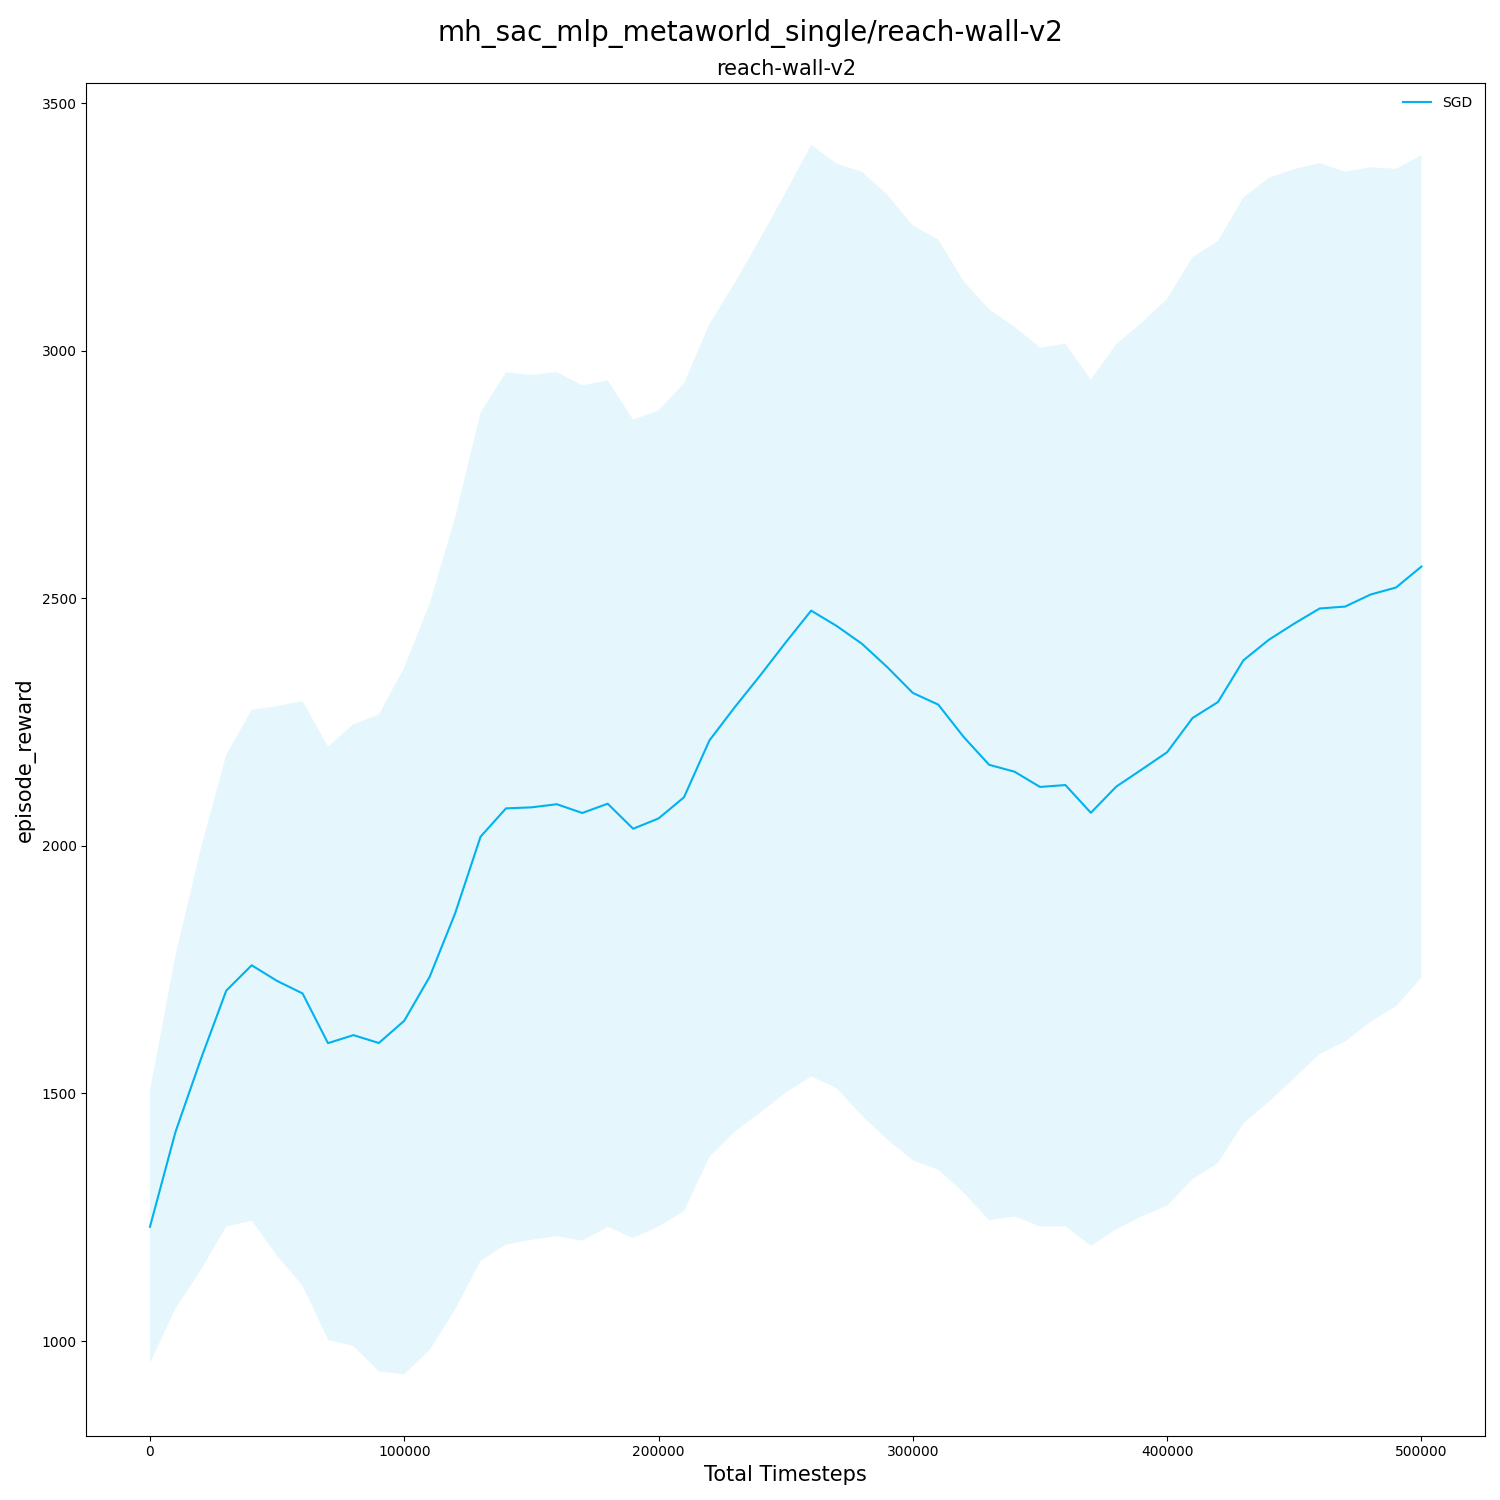 mh_sac_mlp_metaworld_single/reach-wall-v2
reach-wall-v2
SGD
episode_reward
3500
3000
2500
2000
1500
1000
0 100000 200000 300000 400000 500000
Total Timesteps